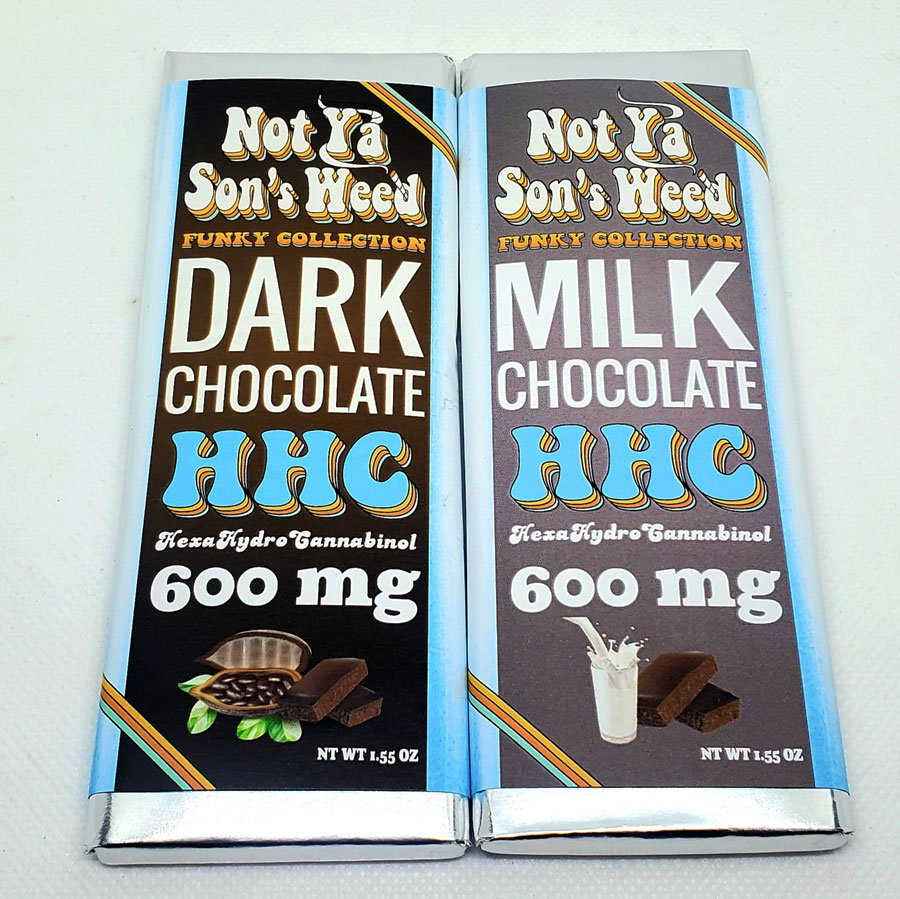 Not Ya
Son's Weed
FUNKY COLLECTION
DARK
CHOCOLATE
HHC
HexaHydroCannabinol
600 mg
NT WT 1.55 OZ
Not Ya
Son's Weed
FUNKY COLLECTION
MILK
CHOCOLATE
HHC
HexaHydroCannabinol
600 mg
NT WT 1.55 OZ